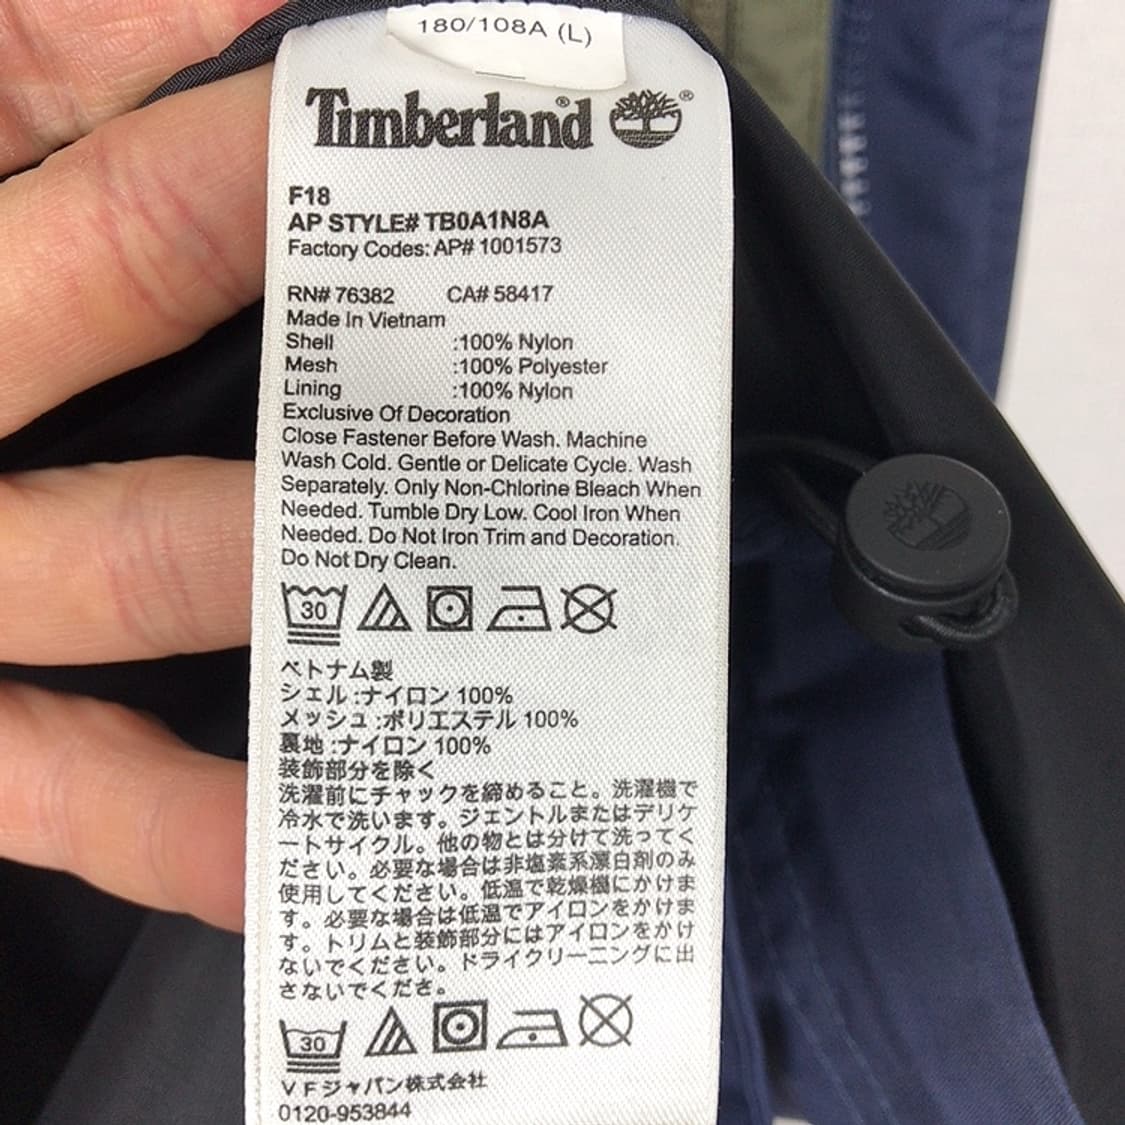 180/108A (L)
Timberland® ®
F18
AP STYLE# TB0A1N8A
Factory Codes: AP# 1001573
RN# 76382 CA# 58417
Made In Vietnam
Shell :100% Nylon
Mesh :100% Polyester
Lining :100% Nylon
Exclusive Of Decoration
Close Fastener Before Wash. Machine
Wash Cold. Gentle or Delicate Cycle. Wash
Separately. Only Non-Chlorine Bleach When
Needed. Tumble Dry Low. Cool Iron When
Needed. Do Not Iron Trim and Decoration.
Do Not Dry Clean.
30
ベトナム製
シェル :ナイロン 100%
メッシュ :ポリエステル 100%
裏地 :ナイロン 100%
装飾部分を除く
洗濯前にチャックを締めること。洗濯機で
冷水で洗います。ジェントルまたはデリケ
ートサイクル。他の物とは分けて洗ってく
ださい。必要な場合は非塩素系漂白剤のみ
使用してください。低温で乾燥機にかけま
す。必要な場合は低温でアイロンをかけま
す。トリムと装飾部分にはアイロンをかけ
ないでください。ドライクリーニングに出
さないでくださ。
30
VFジャパン株式会社
0120-953844